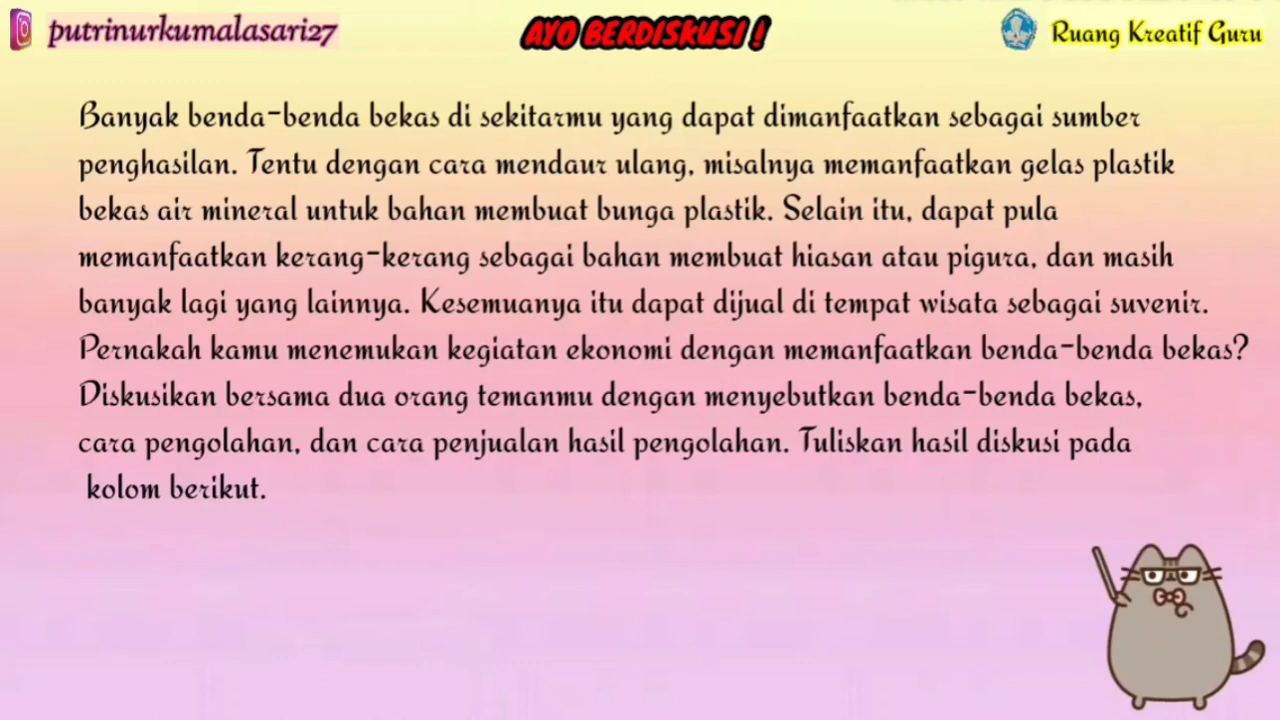 putrinurkumalasari27
AYO BERDISKUSI !
Ruang Kreatif Guru
Banyak benda-benda bekas di sekitarmu yang dapat dimanfaatkan sebagai sumber
penghasilan. Tentu dengan cara mendaur ulang, misalnya memanfaatkan gelas plastik
bekas air mineral untuk bahan membuat bunga plastik. Selain itu, dapat pula
memanfaatkan kerang-kerang sebagai bahan membuat hiasan atau pigura, dan masih
banyak lagi yang lainnya. Kesemuanya itu dapat dijual di tempat wisata sebagai suvenir.
Pernakah kamu menemukan kegiatan ekonomi dengan memanfaatkan benda-benda bekas?
Diskusikan bersama dua orang temanmu dengan menyebutkan benda-benda bekas,
cara pengolahan, dan cara penjualan hasil pengolahan. Tuliskan hasil diskusi pada
kolom berikut.